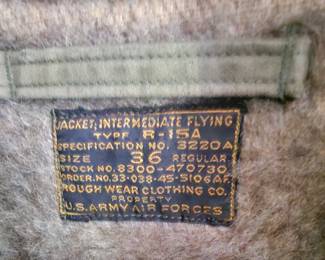 JACKET, INTERMEDIATE FLYING
TYPE R-15A
SPECIFICATION NO. 3220A
SIZE 36 REGULAR
STOCK NO. 8300-470730
ORDER NO. 33-038-45-5106AF
ROUGH WEAR CLOTHING CO.
PROPERTY
U.S. ARMY AIR FORCES